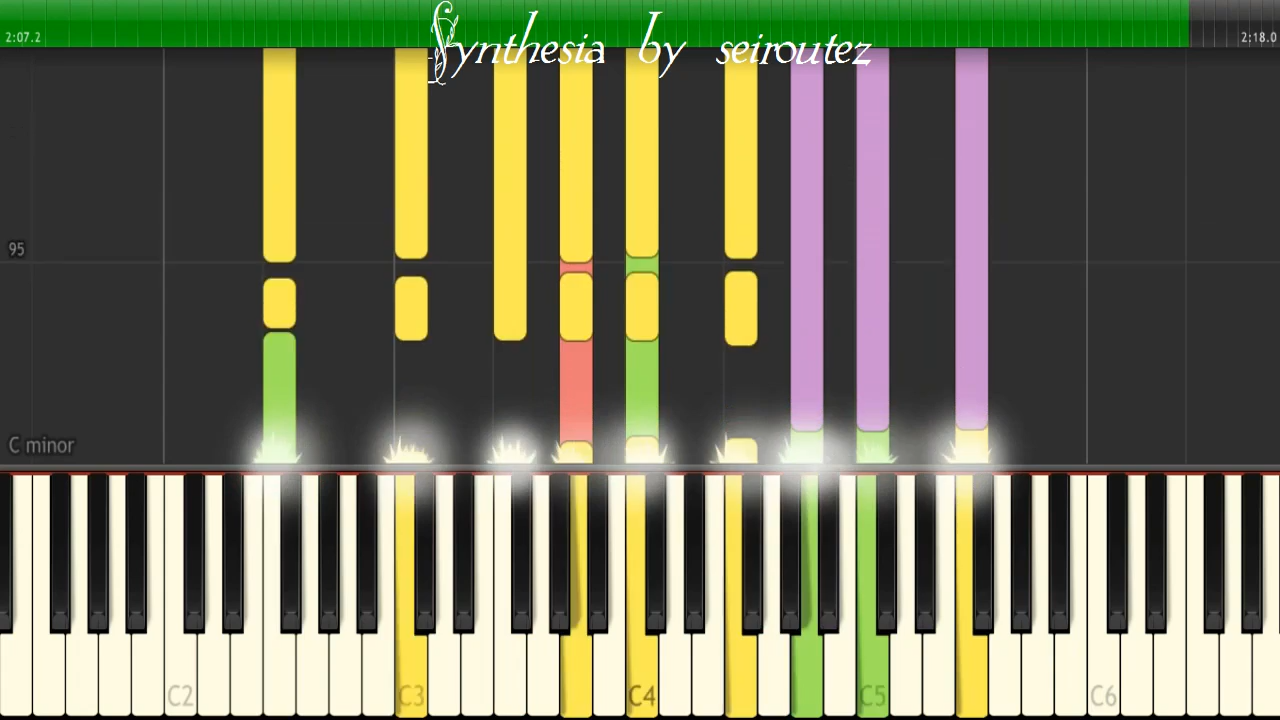 Synthesia by seiroutez
2:07.2
2:18.0
95
C minor
C2
C3
C4
C5
C6